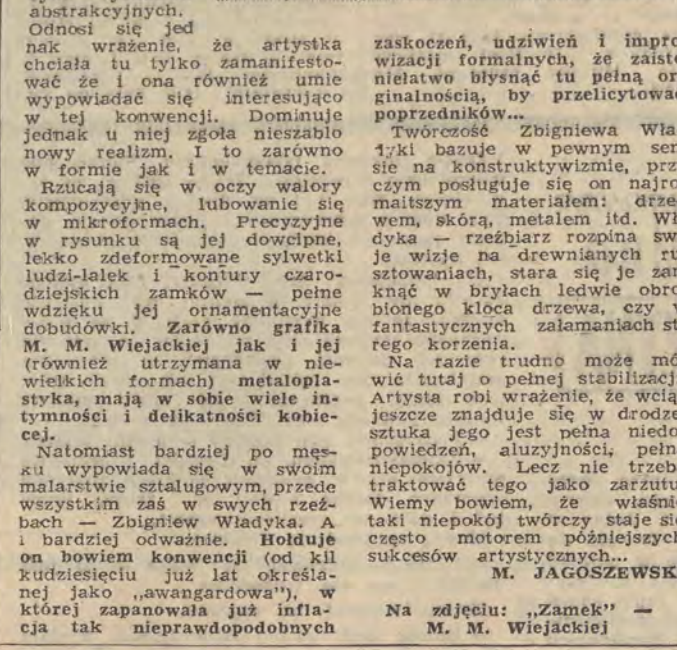 abstrakcyjnych.
Odnosi się jed
nak wrażenie, że artystka
chciała tu tylko zamanifesto-
wać że i ona również umie
wypowiadać się interesująco
w tej konwencji. Dominuje
jednak u niej zgoła nieszablo
nowy realizm. I to zarówno
w formie jak i w temacie.
Rzucają się w oczy walory
kompozycyjne, lubowanie się
w mikroformach. Precyzyjne
w rysunku są jej dowcipne,
lekko zdeformowane sylwetki
ludzi-lalek i kontury czaro-
dziejskich zamków — pełne
wdzięku jej ornamentacyjne
dobudówki. Zarówno grafika
M. M. Wiejackiej jak i jej
(również utrzymana w nie-
wielkich formach) metalopla-
styka, mają w sobie wiele in-
tymności i delikatności kobie-
cej.
Natomiast bardziej po męs-
ku wypowiada się w swoim
malarstwie sztalugowym, przede
wszystkim zaś w swych rzeź-
bach — Zbigniew Władyka. A
i bardziej odważnie. Hołduje
on bowiem konwencji (od kil
kudziesięciu już lat określa-
nej jako „awangardowa”), w
której zapanowała już infla-
cja tak nieprawdopodobnych
zaskoczeń, udziwień i impro
wizacji formalnych, że zaist
niełatwo błysnąć tu pełną or
ginalnością, by przelicytowa
poprzedników...
Twórczość Zbigniewa Wła
dyki bazuje w pewnym sen
sie na konstruktywizmie, prz
czym posługuje się on najro
maitszym materiałem: drze
wem, skórą, metalem itd. Wł
dyka — rzeźbiarz rozpina sw
je wizje na drewnianych ru
sztowaniach, stara się je zam
knąć w bryłach ledwie obro
bionego kloca drzewa, czy
fantastycznych załamaniach st
rego korzenia.
Na razie trudno może mó
wić tutaj o pełnej stabilizacj
Artysta robi wrażenie, że wcią
jeszcze znajduje się w drodze
sztuka jego jest pełna niedo
powiedzeń, aluzyjności, pełn
niepokojów. Lecz nie trzeb
traktować tego jako zarzutu
Wiemy bowiem, że właśni
taki niepokój twórczy staje się
często motorem późniejszych
sukcesów artystycznych...
M. JAGOSZEWSK
Na zdjęciu: „Zamek” —
M. M. Wiejackiej